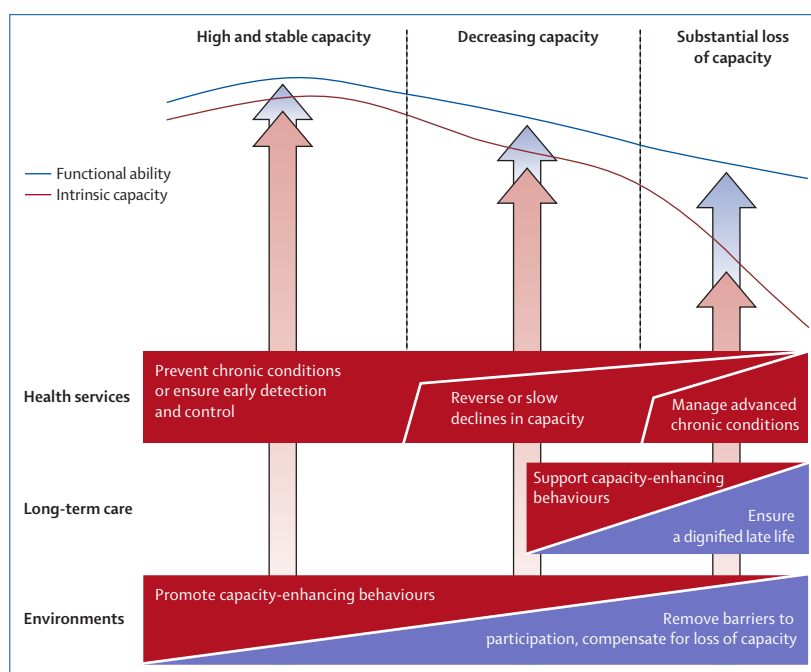 High and stable capacity
Decreasing capacity
Substantial loss
of capacity
Functional ability
Intrinsic capacity
Health services
Prevent chronic conditions
or ensure early detection
and control
Reverse or slow
declines in capacity
Manage advanced
chronic conditions
Long-term care
Support capacity-enhancing
behaviours
Ensure
a dignified late life
Environments
Promote capacity-enhancing behaviours
Remove barriers to
participation, compensate for loss of capacity